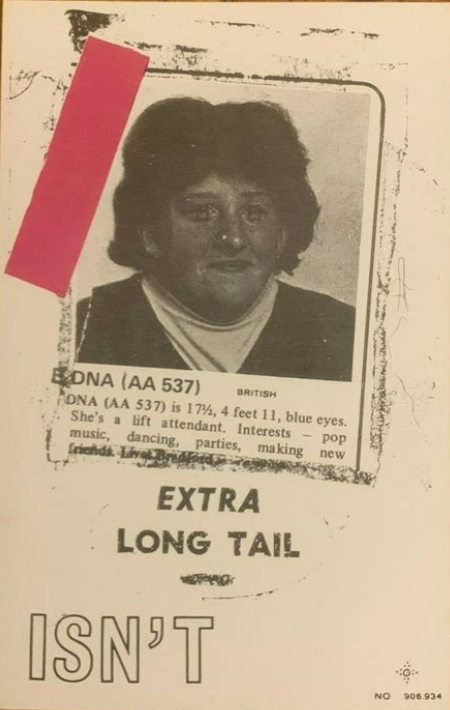 EDNA (AA 537)
BRITISH
DNA (AA 537) is 17½, 4 feet 11, blue eyes.
She's a lift attendant. Interests – pop
music, dancing, parties, making new
friends. Lives Bradford
EXTRA
LONG TAIL
ISN'T
NO 906.934